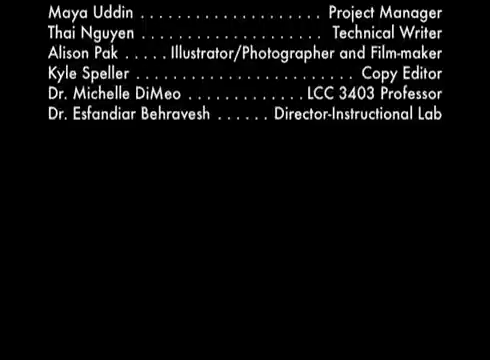 Maya Uddin . . . . . . . . . . . . . . . . . . . . Project Manager
Thai Nguyen . . . . . . . . . . . . . . . . . . . . Technical Writer
Alison Pak . . . . . Illustrator/Photographer and Film-maker
Kyle Speller . . . . . . . . . . . . . . . . . . . . . . . . Copy Editor
Dr. Michelle DiMeo . . . . . . . . . . . . . LCC 3403 Professor
Dr. Esfandiar Behravesh . . . . . . Director-Instructional Lab